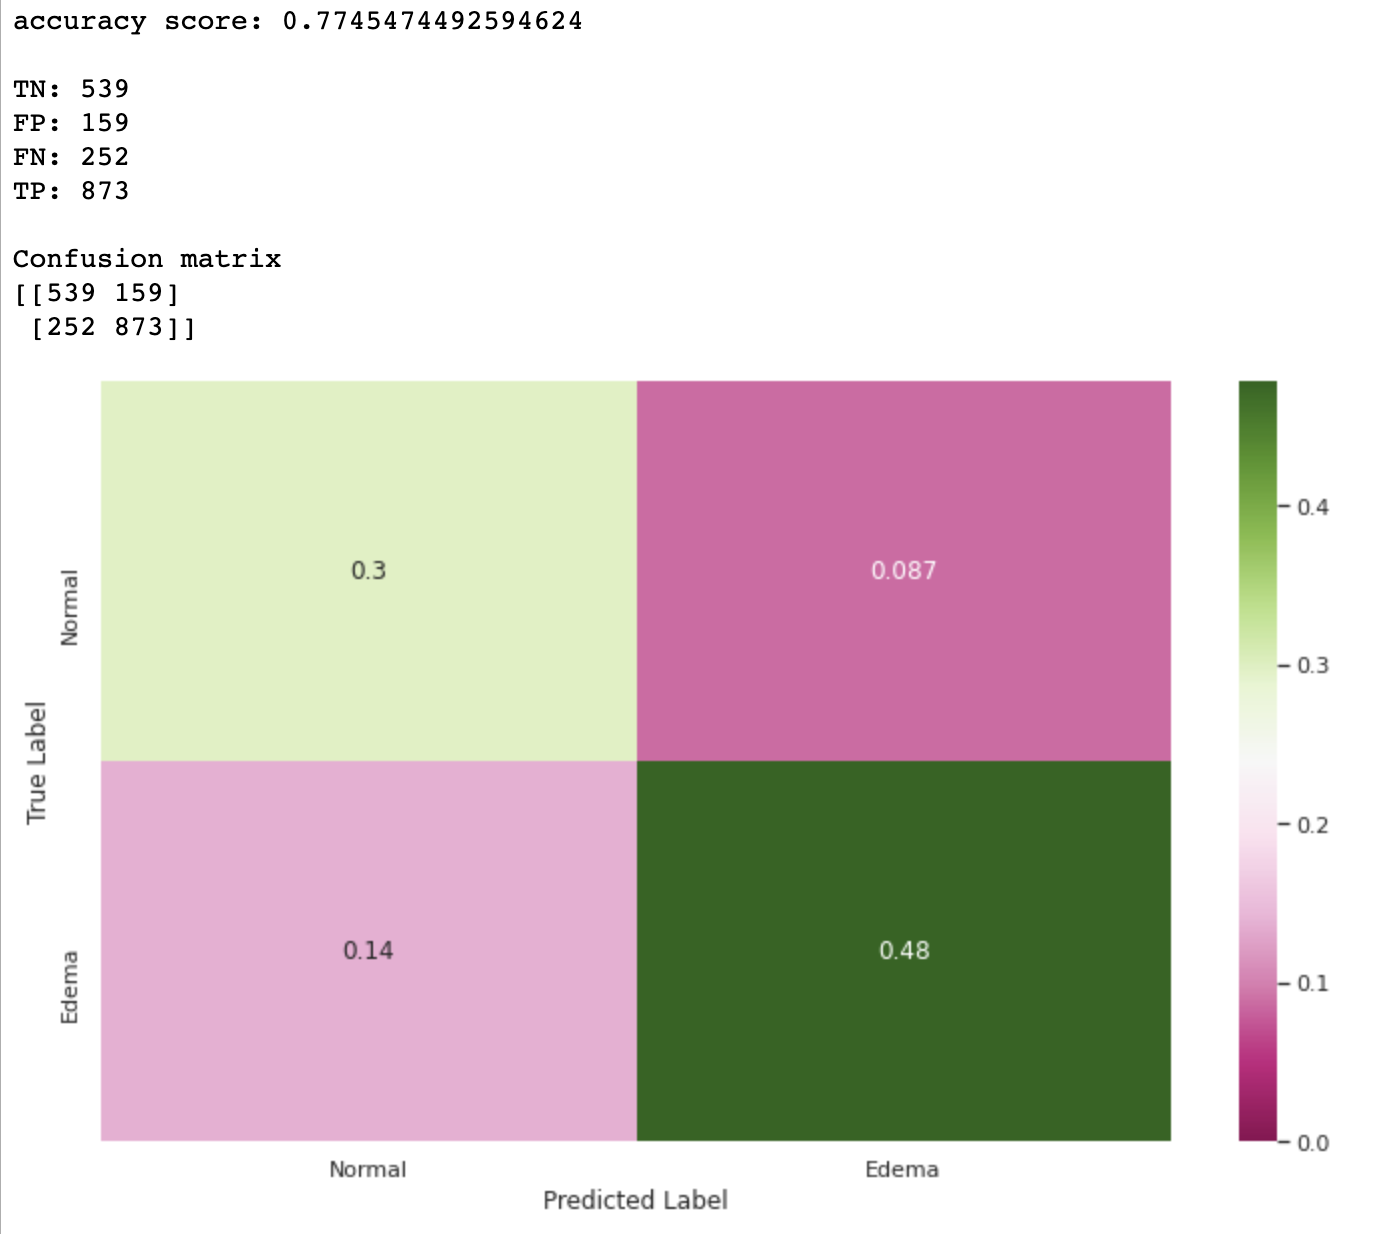 accuracy score: 0.7745474492594624
TN: 539
FP: 159
FN: 252
TP: 873
Confusion matrix
[[539 159]
[252 873]]
0.3
0.087
0.14
0.48
Normal
Edema
True Label
Normal
Edema
Predicted Label
0.4
0.3
0.2
0.1
0.0